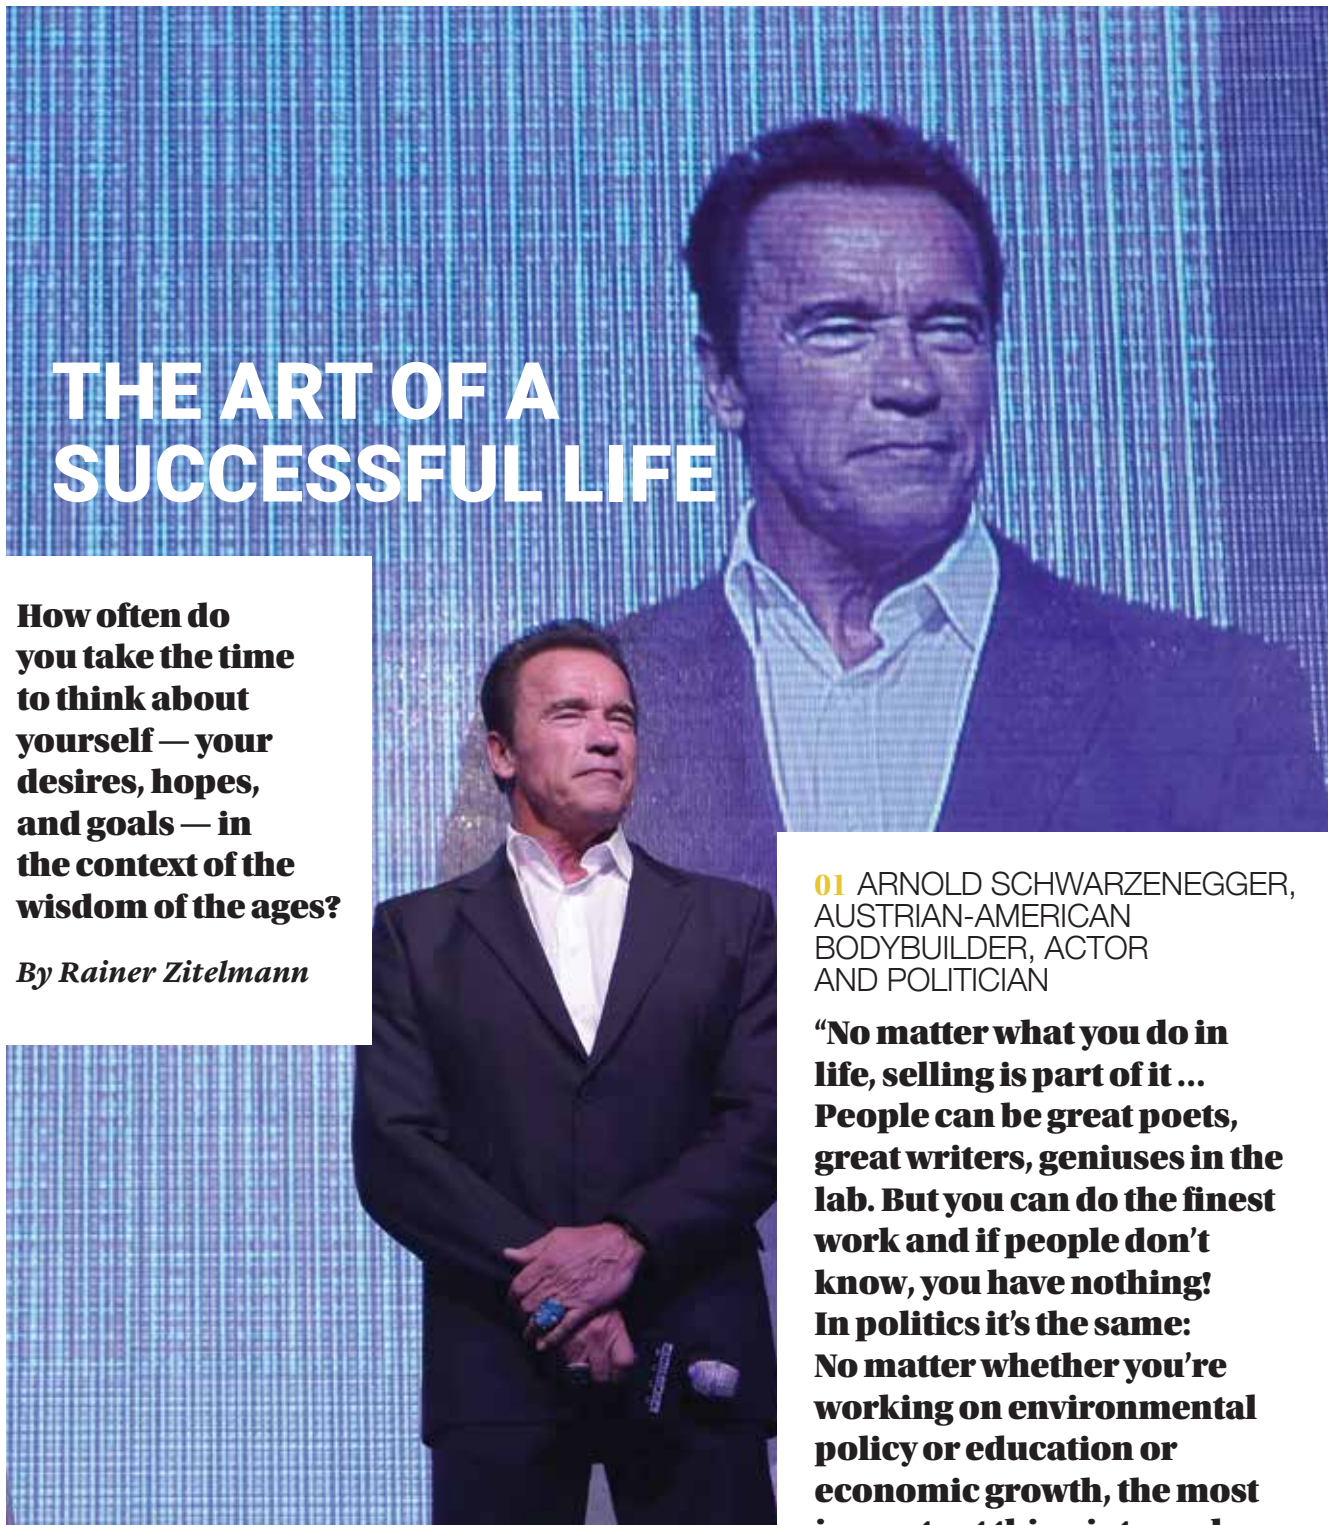 THE ART OF A
SUCCESSFUL LIFE
How often do
you take the time
to think about
yourself — your
desires, hopes,
and goals — in
the context of the
wisdom of the ages?
By Rainer Zitelmann
01 ARNOLD SCHWARZENEGGER,
AUSTRIAN-AMERICAN
BODYBUILDER, ACTOR
AND POLITICIAN
“No matter what you do in
life, selling is part of it ...
People can be great poets,
great writers, geniuses in the
lab. But you can do the finest
work and if people don’t
know, you have nothing!
In politics it’s the same:
No matter whether you’re
working on environmental
policy or education or
economic growth, the most